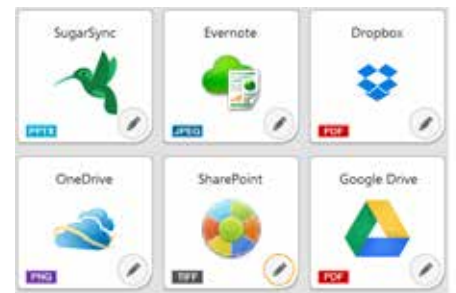 SugarSync Evernote Dropbox
PPTX JPEG PDF
OneDrive SharePoint Google Drive
PNG TIFF PDF